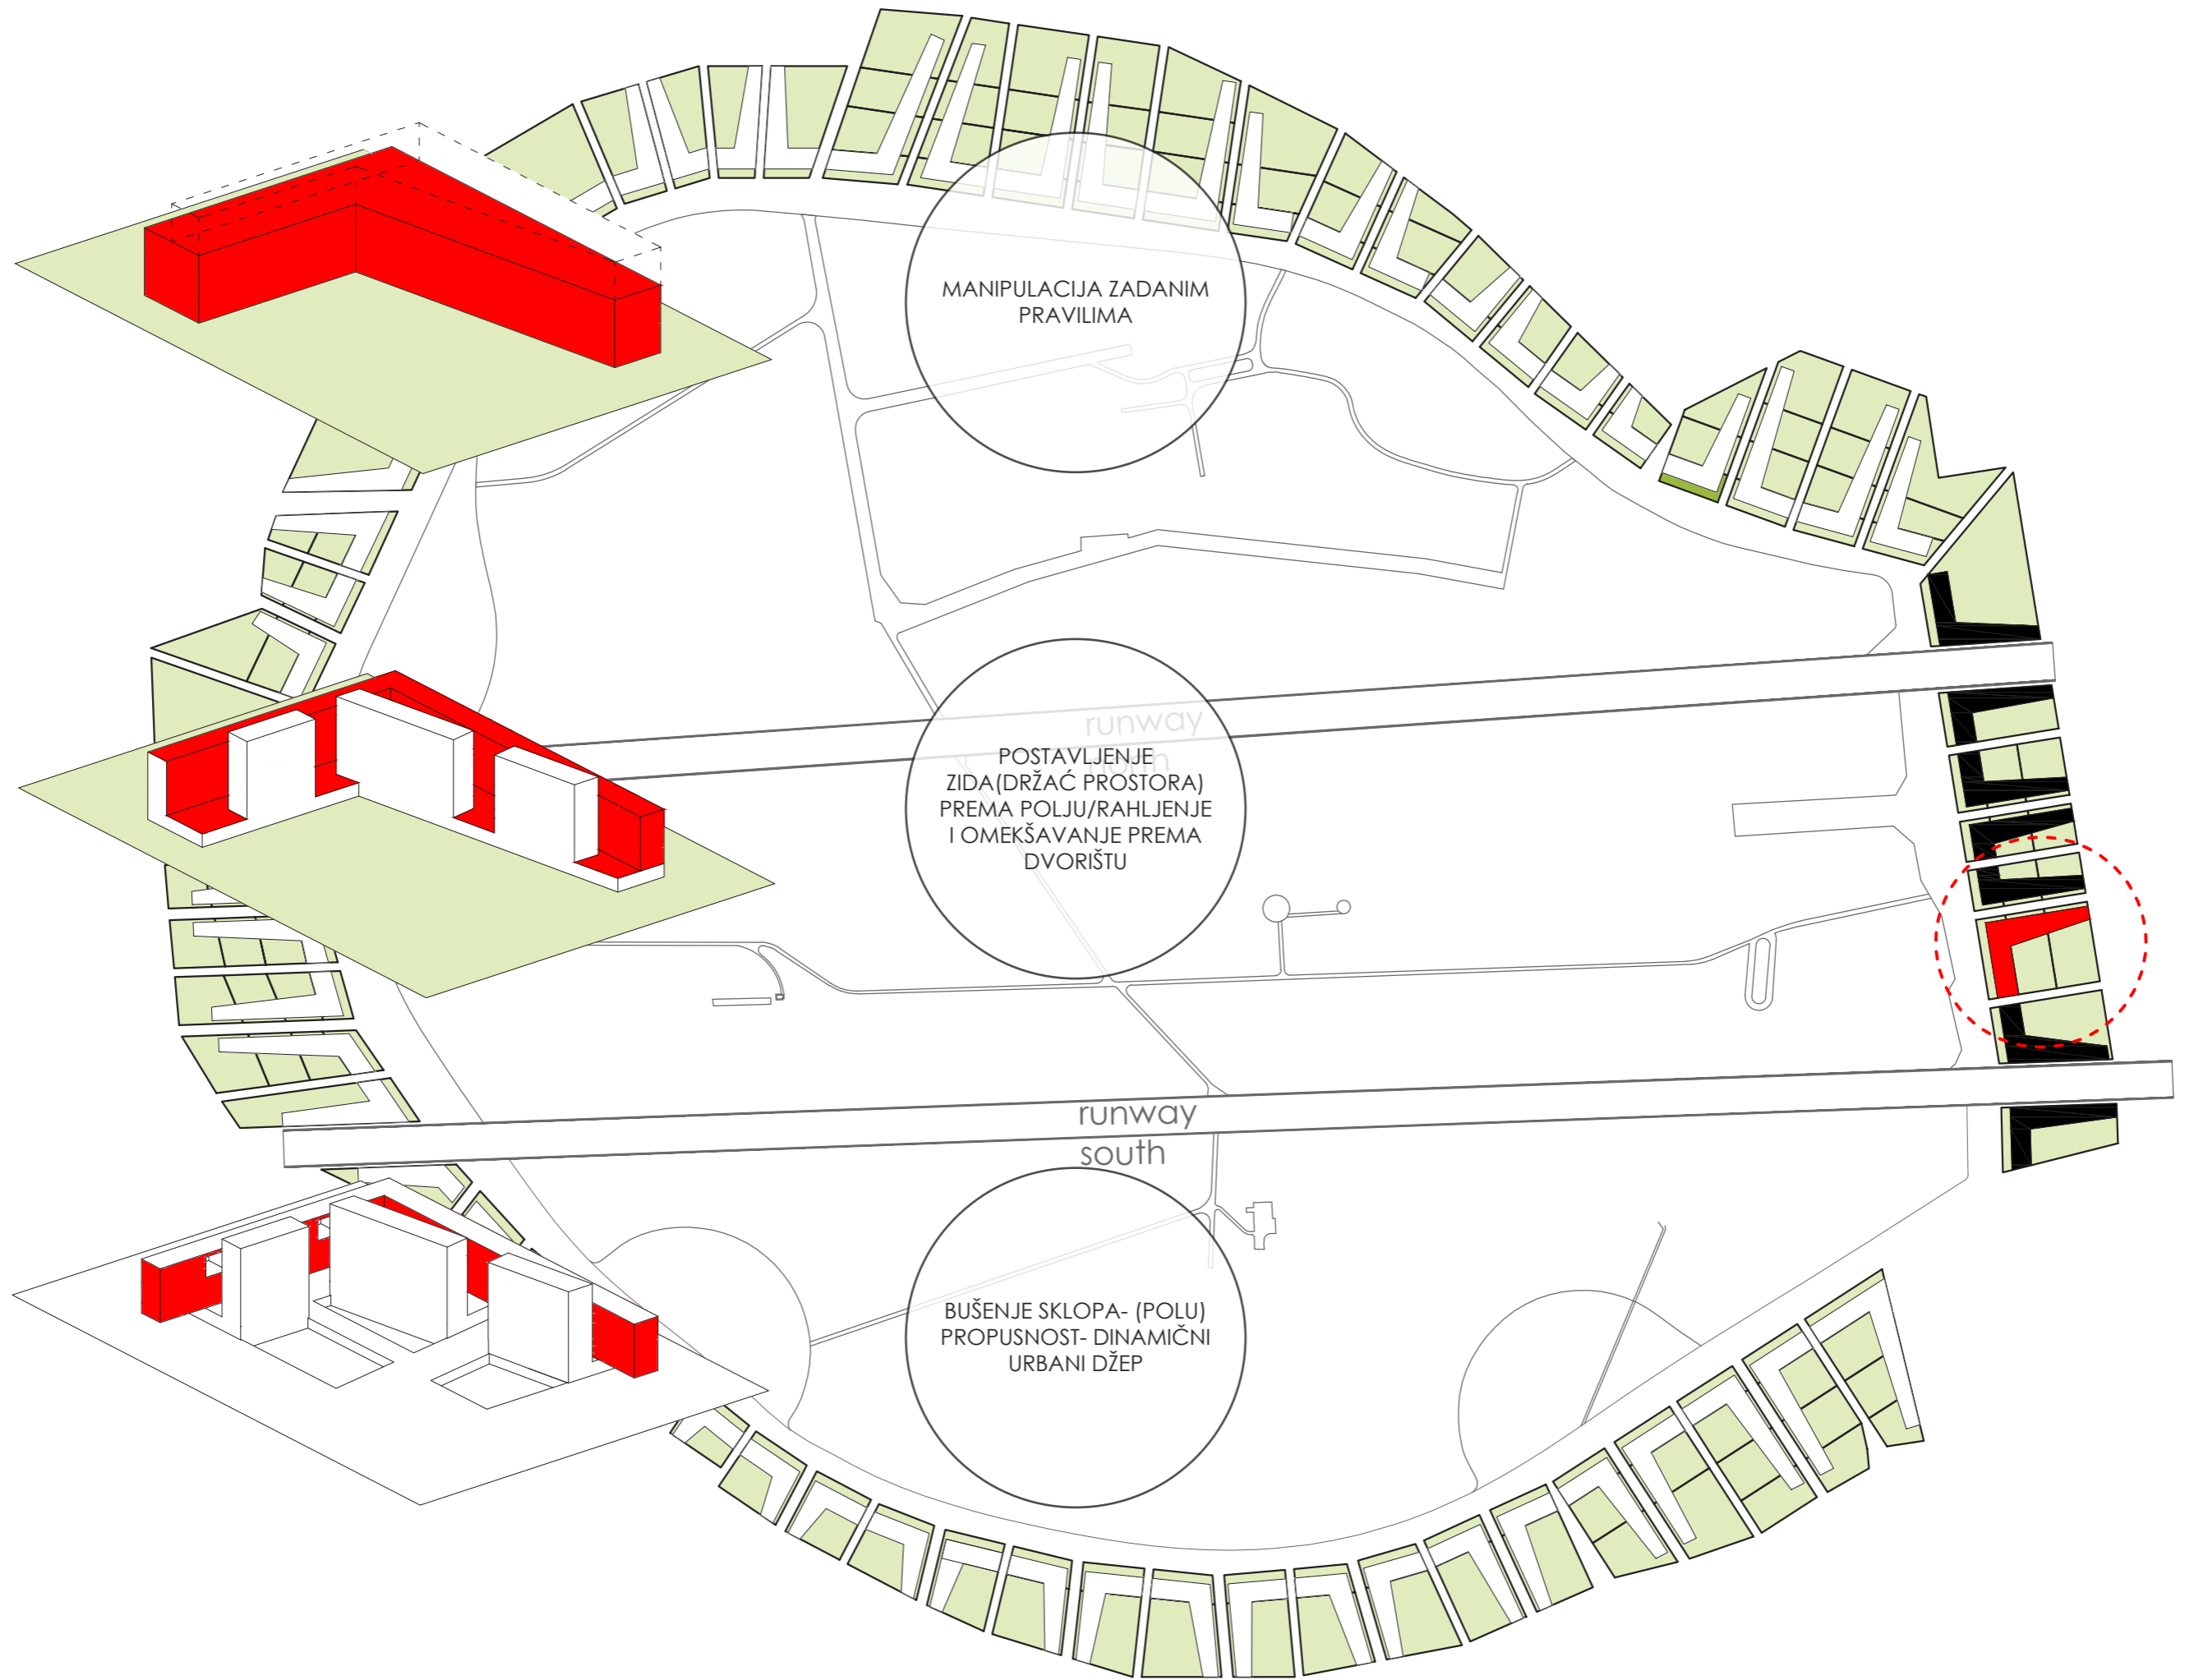 MANIPULACIJA ZADANIM
PRAVILIMA
runway
north
POSTAVLJENJE
ZIDA(DRŽAĆ PROSTORA)
PREMA POLJU/RAHLJENJE
I OMEKŠAVANJE PREMA
DVORIŠTU
runway
south
BUŠENJE SKLOPA- (POLU)
PROPUSNOST- DINAMIČNI
URBANI DŽEP